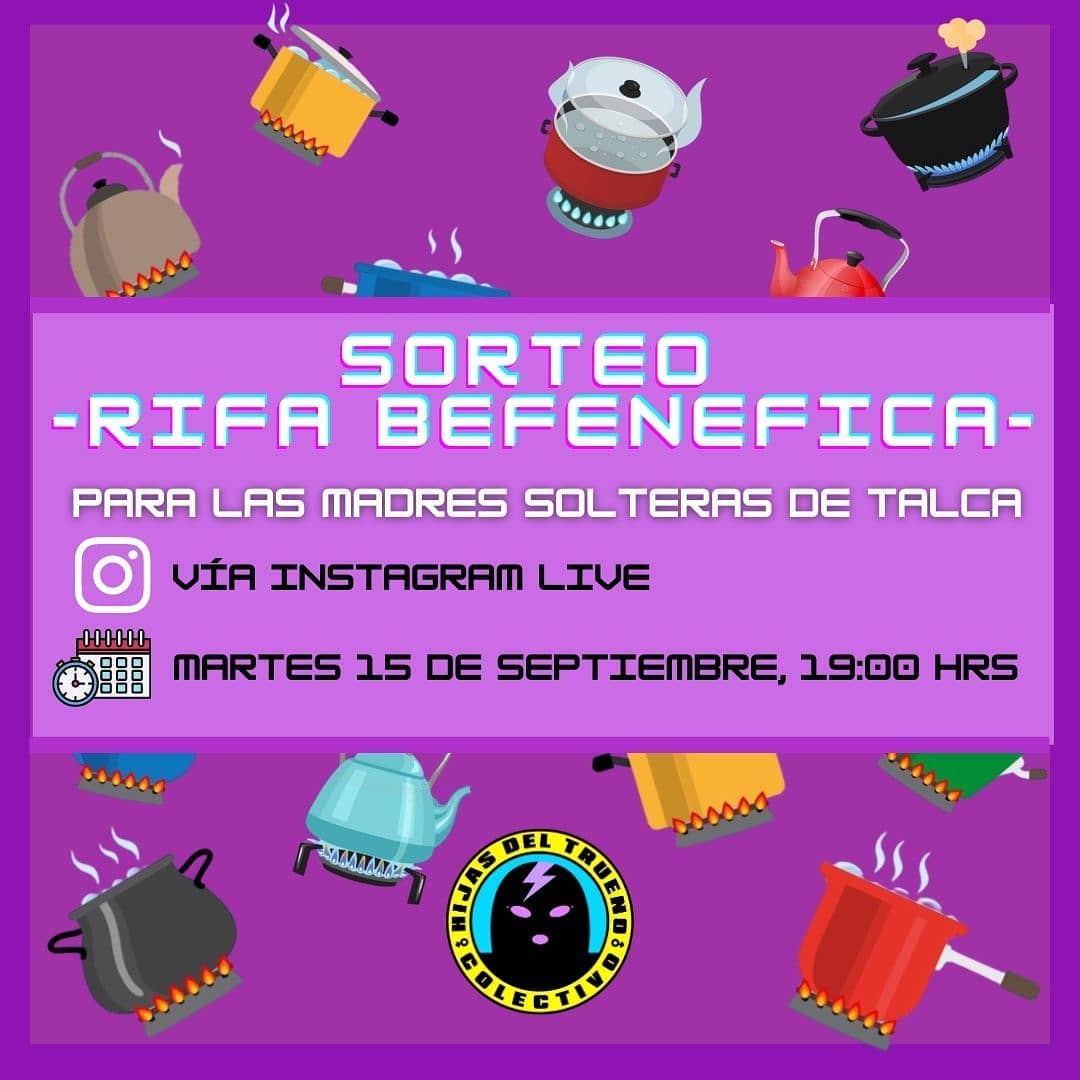 SORTEO
-RIFA BEFENEFICA-
PARA LAS MADRES SOLTERAS DE TALCA
VÍA INSTAGRAM LIVE
MARTES 15 DE SEPTIEMBRE, 19:00 HRS
HIJAS DEL TRUENO
COLECTIVO